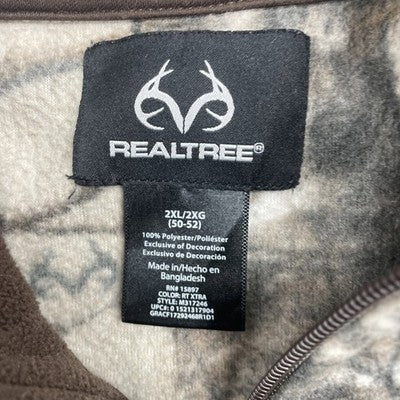 REALTREE®
2XL/2XG
(50-52)
100% Polyester/Poliéster
Exclusive of Decoration
Exclusivo de Decoración
Made in/Hecho en
Bangladesh
RN# 15897
COLOR: RT XTRA
STYLE: M317246
UPC#: 0 1521317904
GRACF17292468R1D1